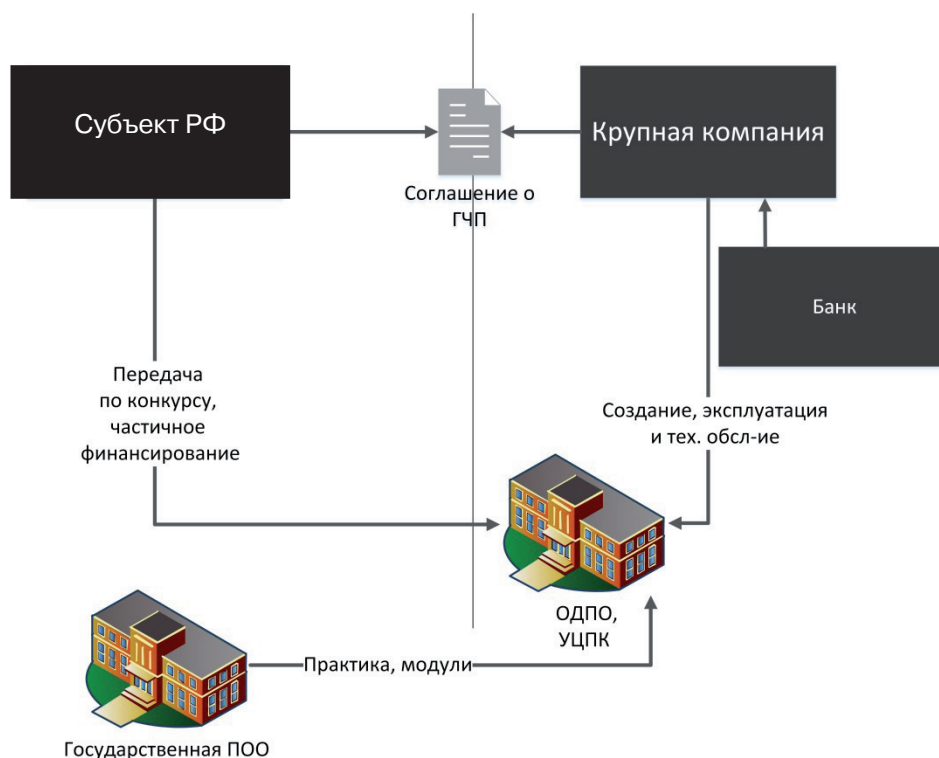 Субъект РФ
Соглашение о
ГЧП
Крупная компания
Банк
Передача
по конкурсу,
частичное
финансирование
Создание, эксплуатация
и тех. обсл-ие
ОДПО,
УЦПК
Практика, модули
Государственная ПОО